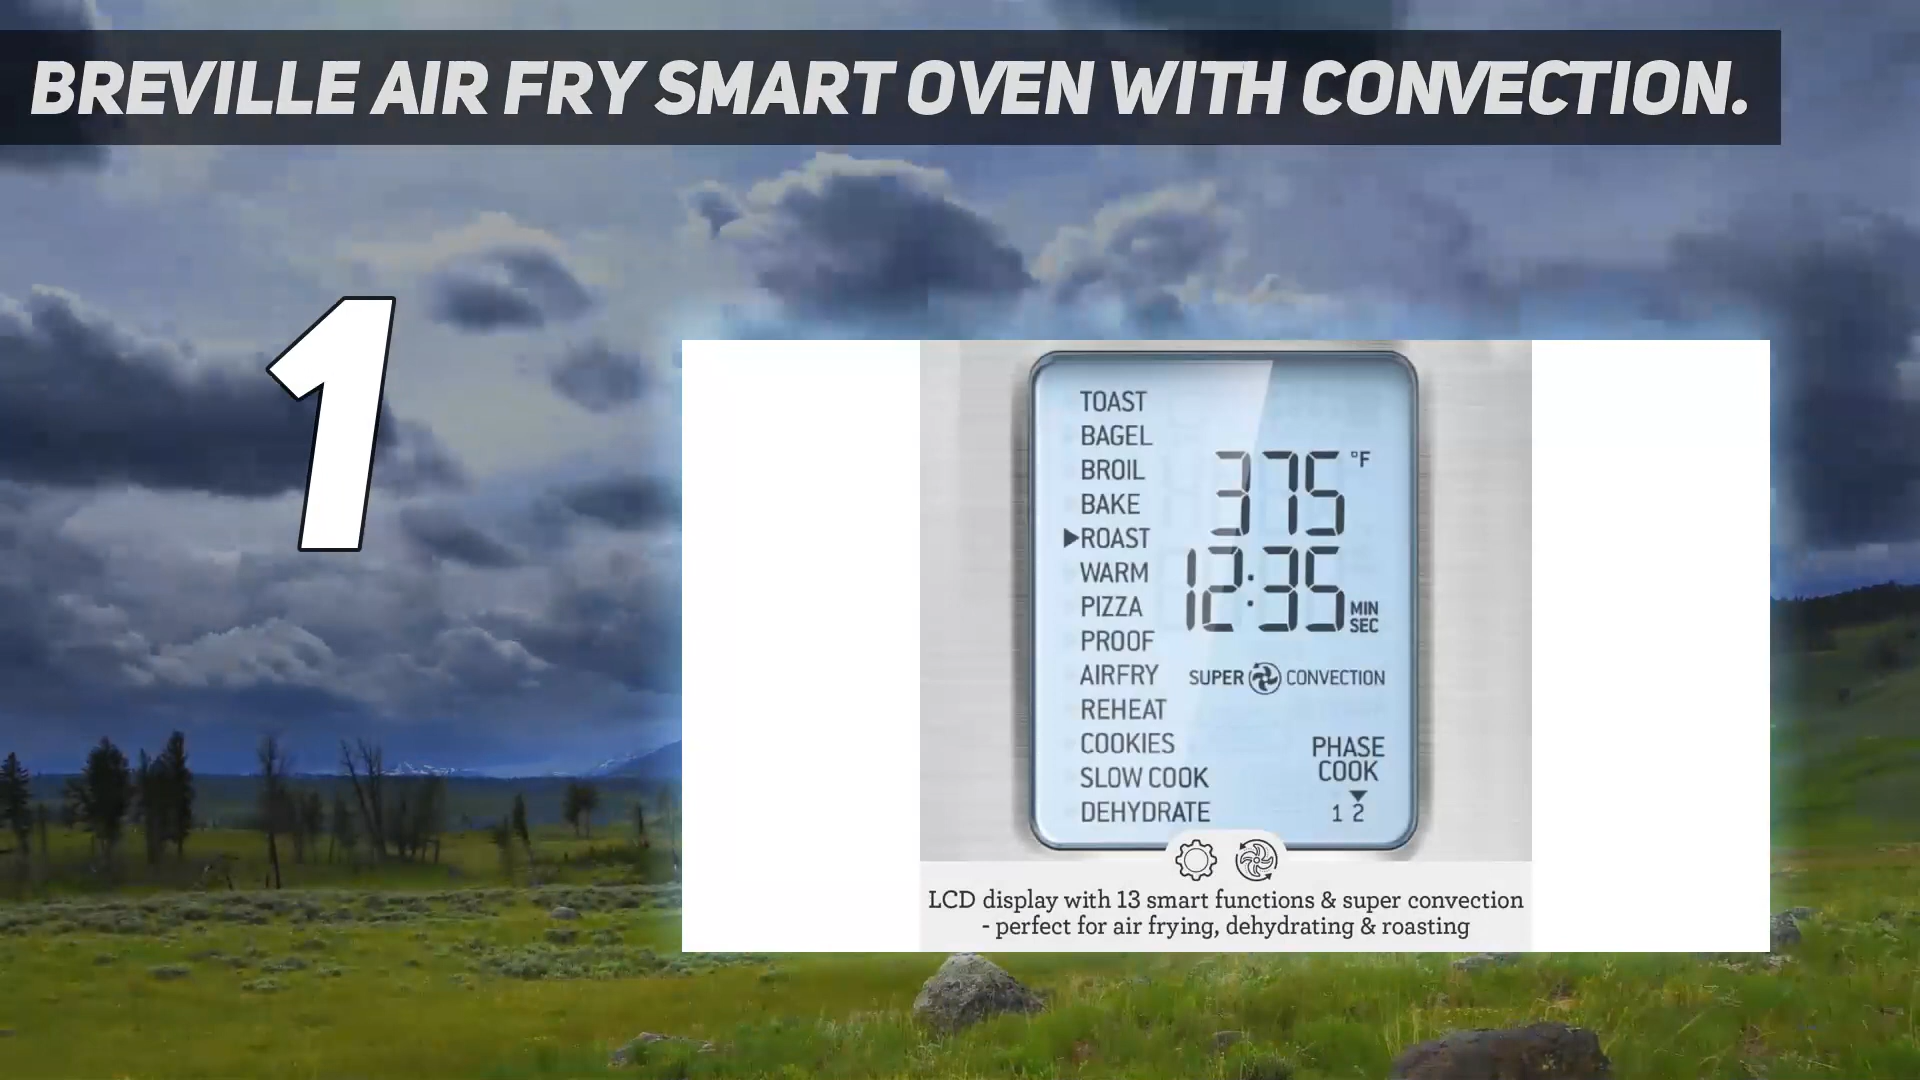 BREVILLE AIR FRY SMART OVEN WITH CONVECTION.
1
TOAST
BAGEL
BROIL
BAKE
▶ROAST
WARM
PIZZA
PROOF
AIRFRY
REHEAT
COOKIES
SLOW COOK
DEHYDRATE
375 °F
12:35 MIN SEC
SUPER CONVECTION
PHASE
COOK
1 2
LCD display with 13 smart functions & super convection
- perfect for air frying, dehydrating & roasting